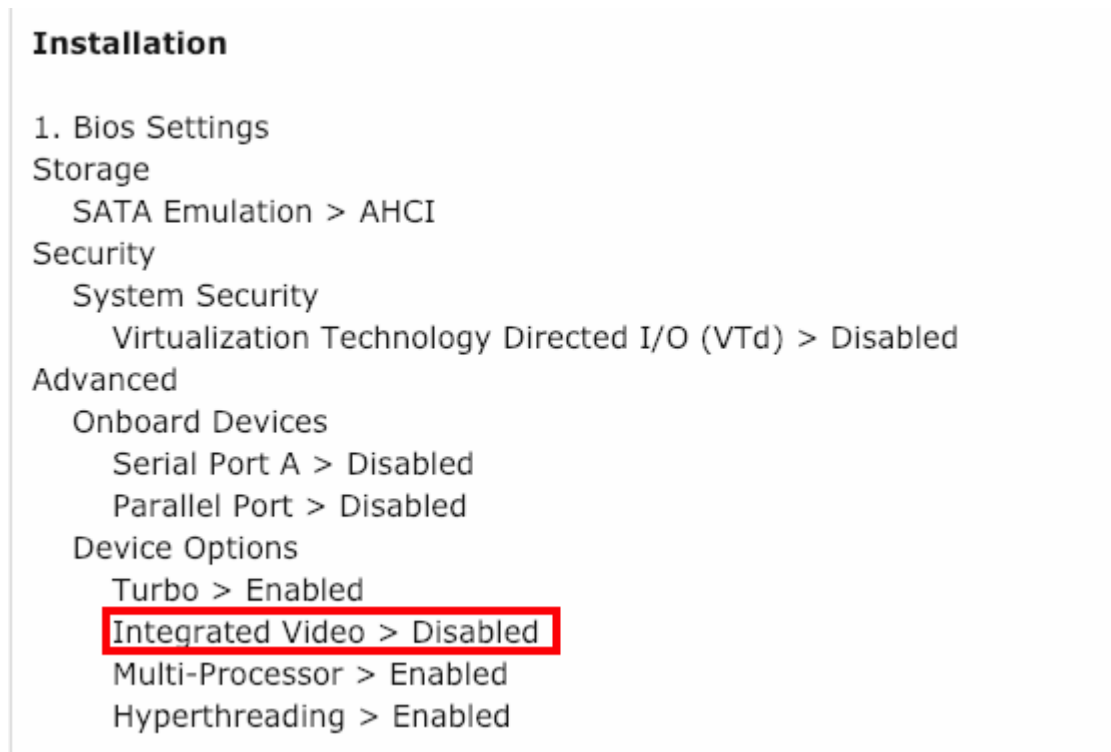 Installation
1. Bios Settings
Storage
SATA Emulation > AHCI
Security
System Security
Virtualization Technology Directed I/O (VTd) > Disabled
Advanced
Onboard Devices
Serial Port A > Disabled
Parallel Port > Disabled
Device Options
Turbo > Enabled
Integrated Video > Disabled
Multi-Processor > Enabled
Hyperthreading > Enabled